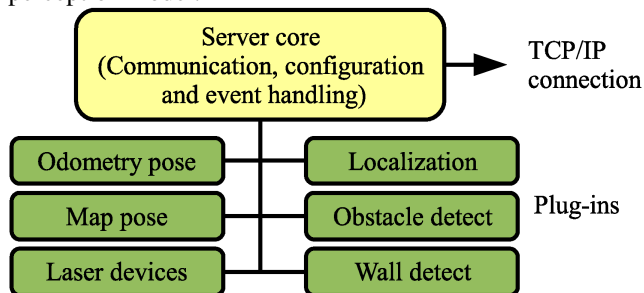 Server core
(Communication, configuration
and event handling)
TCP/IP
connection
Odometry pose
Localization
Map pose
Obstacle detect
Plug-ins
Laser devices
Wall detect